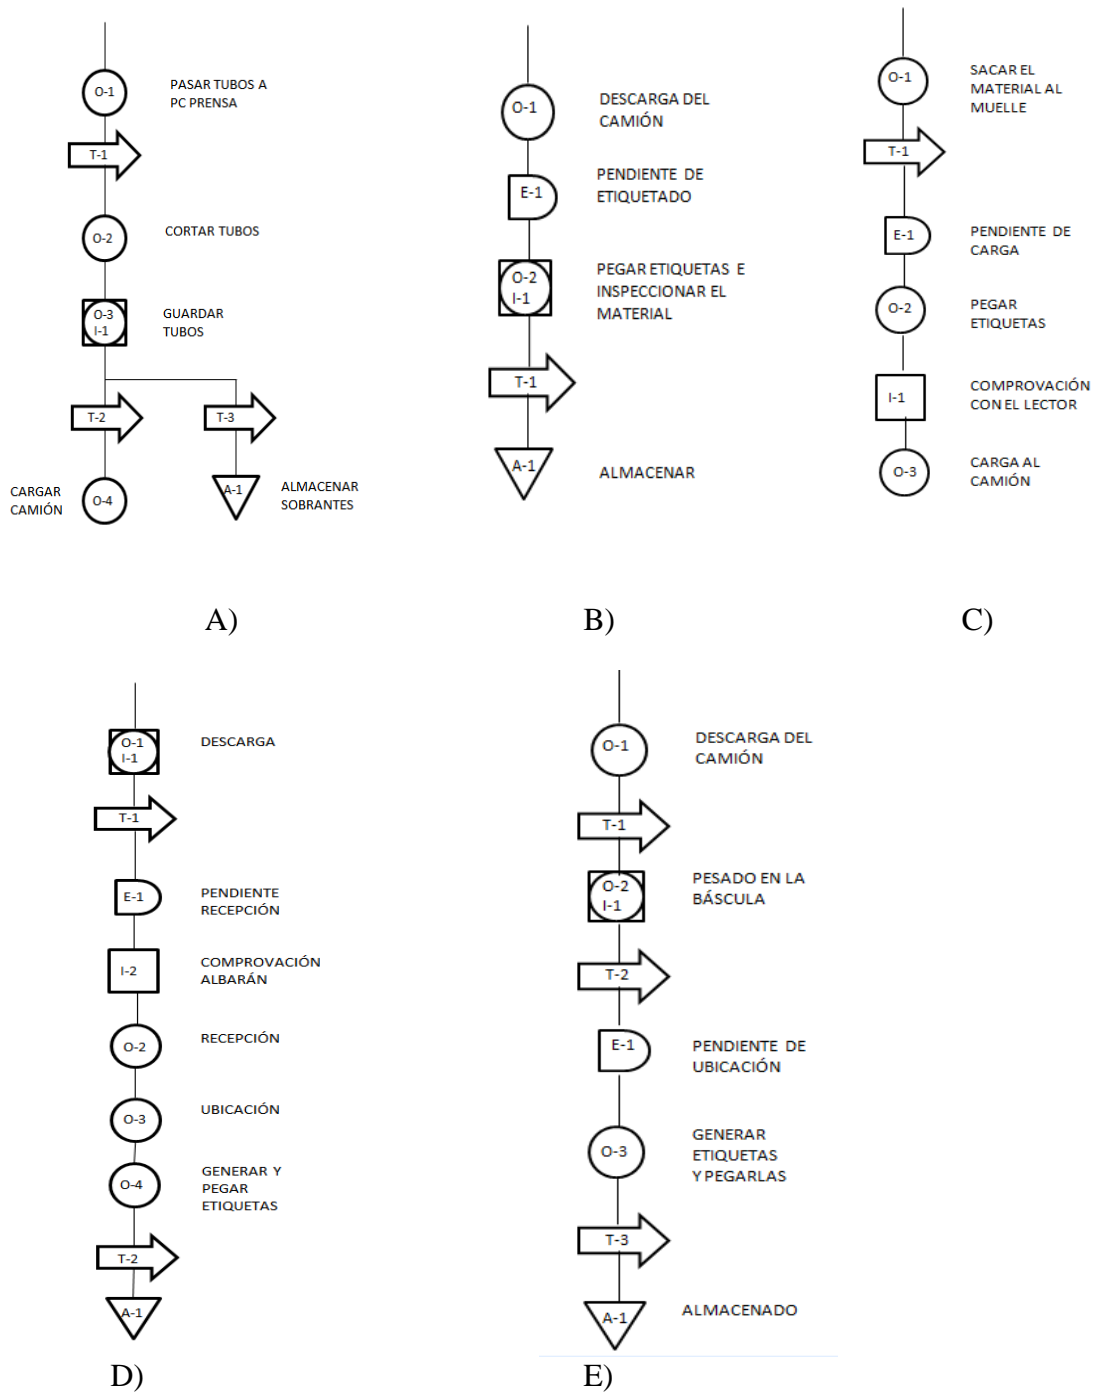 O-1
PASAR TUBOS A
PC PRENSA
T-1
O-2
CORTAR TUBOS
O-3
I-1
GUARDAR
TUBOS
T-2
T-3
CARGAR
CAMIÓN
O-4
A-1
ALMACENAR
SOBRANTES
A)
O-1
DESCARGA DEL
CAMIÓN
E-1
PENDIENTE DE
ETIQUETADO
O-2
I-1
PEGAR ETIQUETAS E
INSPECCIONAR EL
MATERIAL
T-1
A-1
ALMACENAR
B)
O-1
SACAR EL
MATERIAL AL
MUELLE
T-1
E-1
PENDIENTE DE
CARGA
O-2
PEGAR
ETIQUETAS
I-1
COMPROVACIÓN
CON EL LECTOR
O-3
CARGA AL
CAMIÓN
C)
O-1
I-1
DESCARGA
T-1
E-1
PENDIENTE
RECEPCIÓN
I-2
COMPROVACIÓN
ALBARÁN
O-2
RECEPCIÓN
O-3
UBICACIÓN
O-4
GENERAR Y
PEGAR
ETIQUETAS
T-2
A-1
D)
O-1
DESCARGA DEL
CAMIÓN
T-1
O-2
I-1
PESADO EN LA
BÁSCULA
T-2
E-1
PENDIENTE DE
UBICACIÓN
O-3
GENERAR
ETIQUETAS
Y PEGARLAS
T-3
A-1
ALMACENADO
E)